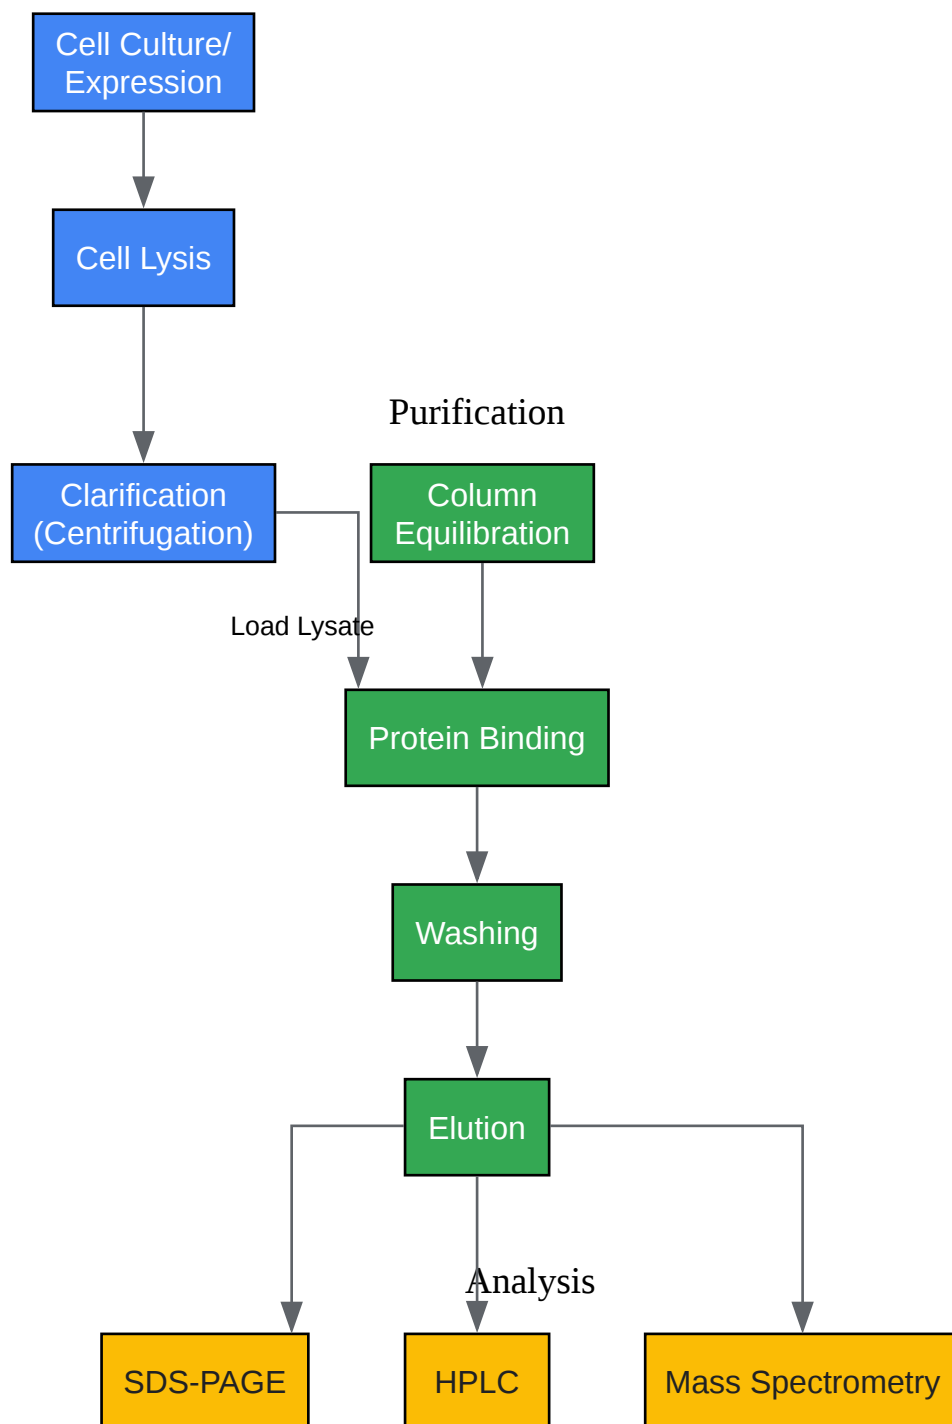 Cell Culture/
Expression
Cell Lysis
Purification
Clarification
(Centrifugation)
Column
Equilibration
Load Lysate
Protein Binding
Washing
Elution
Analysis
SDS-PAGE
HPLC
Mass Spectrometry